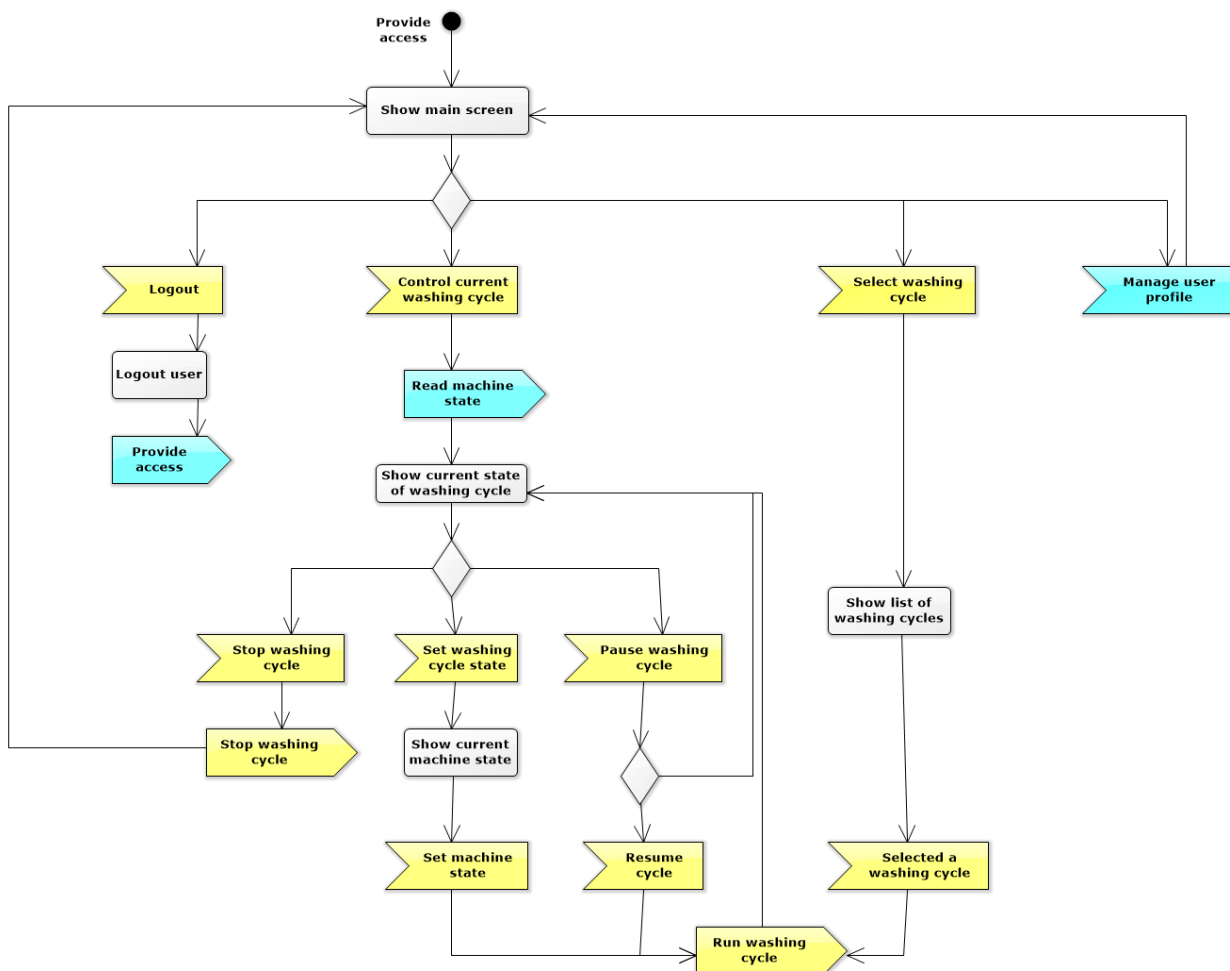 Provide
access
Show main screen
Logout
Control current
washing cycle
Select washing
cycle
Manage user
profile
Logout user
Read machine
state
Provide
access
Show current state
of washing cycle
Show list of
washing cycles
Stop washing
cycle
Set washing
cycle state
Pause washing
cycle
Stop washing
cycle
Show current
machine state
Set machine
state
Resume
cycle
Selected a
washing cycle
Run washing
cycle